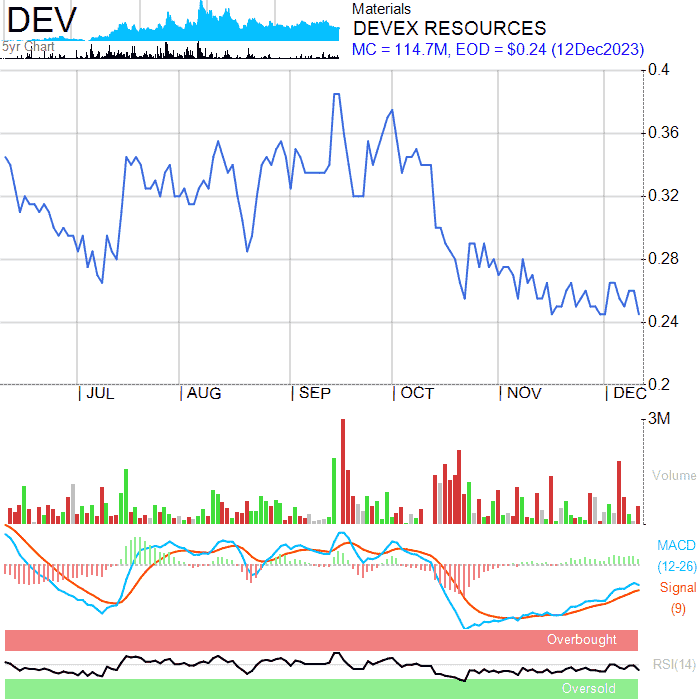 DEV
5yr Chart
Materials
DEVEX RESOURCES
MC = 114.7M, EOD = $0.24 (12Dec2023)
0.4
0.36
0.32
0.28
0.24
0.2
| JUL | AUG | SEP | OCT | NOV | DEC
3M
Volume
MACD
(12-26)
Signal
(9)
Overbought
RSI(14)
Oversold